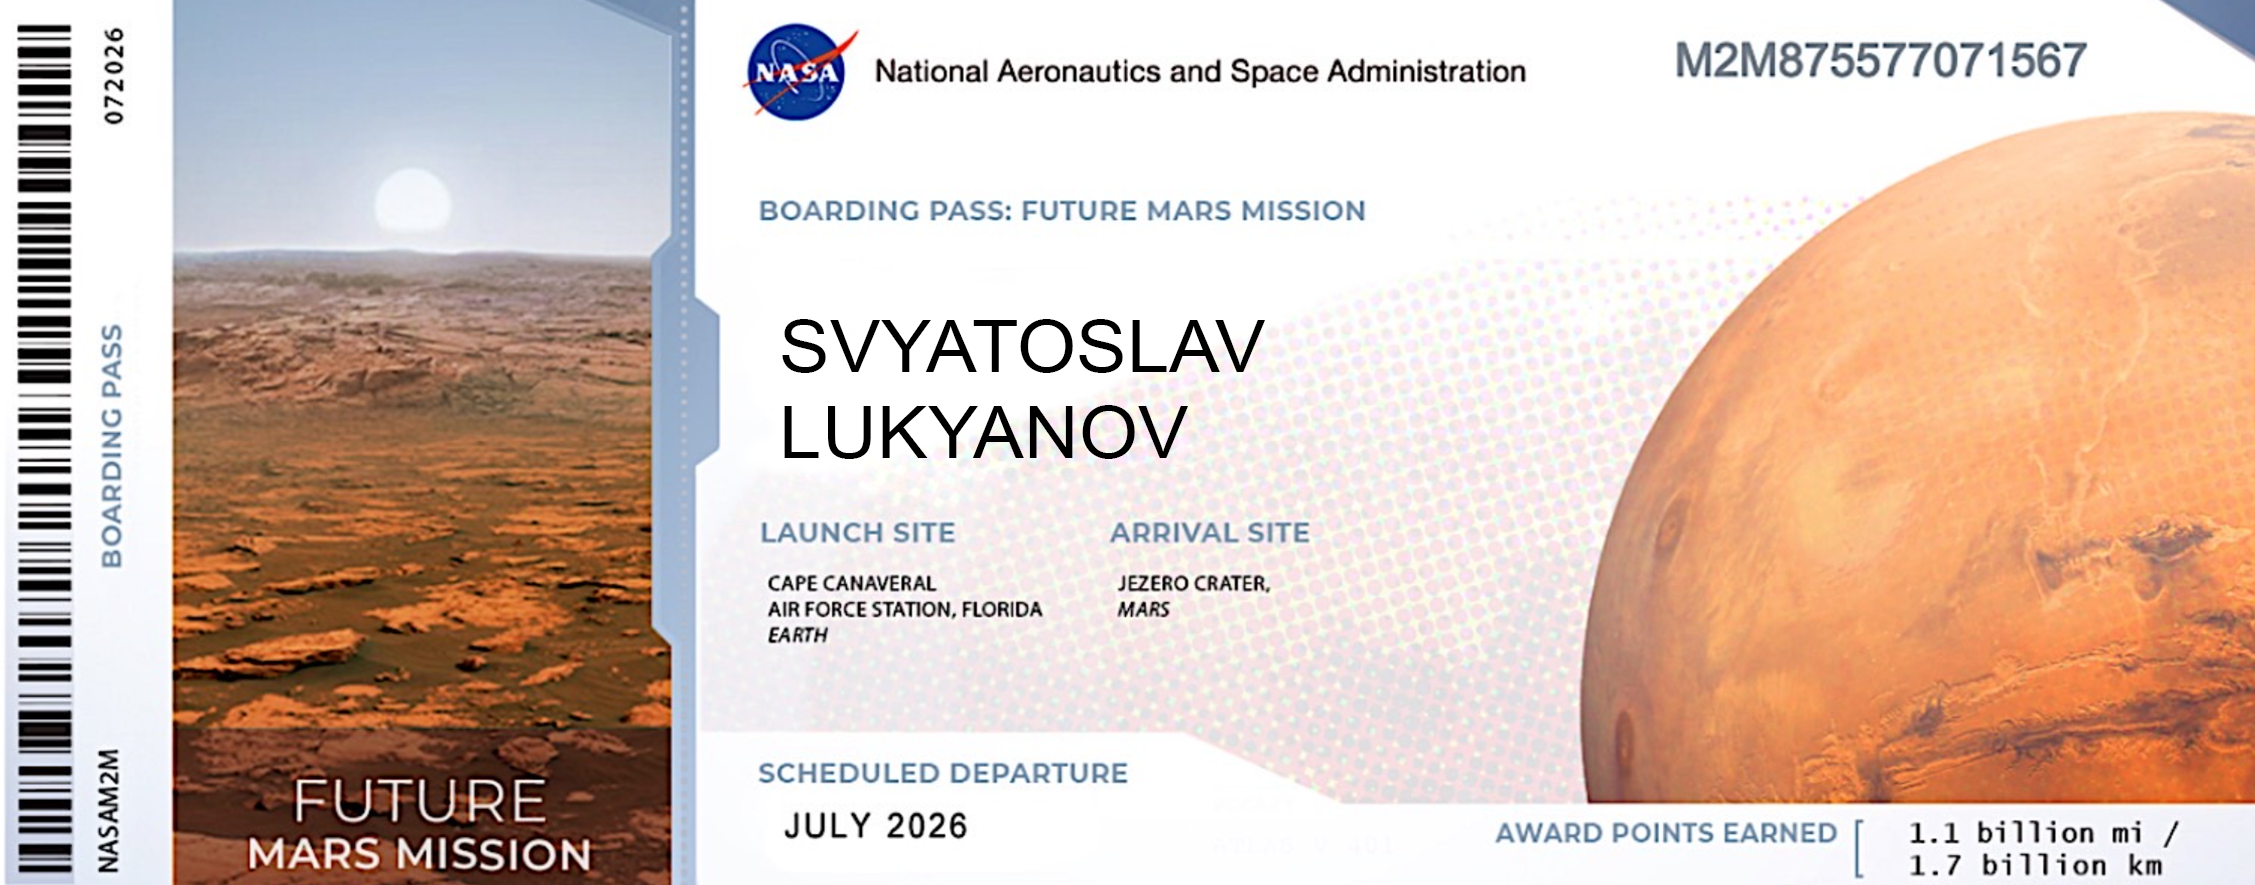 072026
BOARDING PASS
NASAM2M
FUTURE
MARS MISSION
NASA
National Aeronautics and Space Administration
M2M875577071567
BOARDING PASS: FUTURE MARS MISSION
SVYATOSLAV
LUKYANOV
LAUNCH SITE
CAPE CANAVERAL
AIR FORCE STATION, FLORIDA
EARTH
ARRIVAL SITE
JEZERO CRATER,
MARS
SCHEDULED DEPARTURE
JULY 2026
AWARD POINTS EARNED
1.1 billion mi /
1.7 billion km